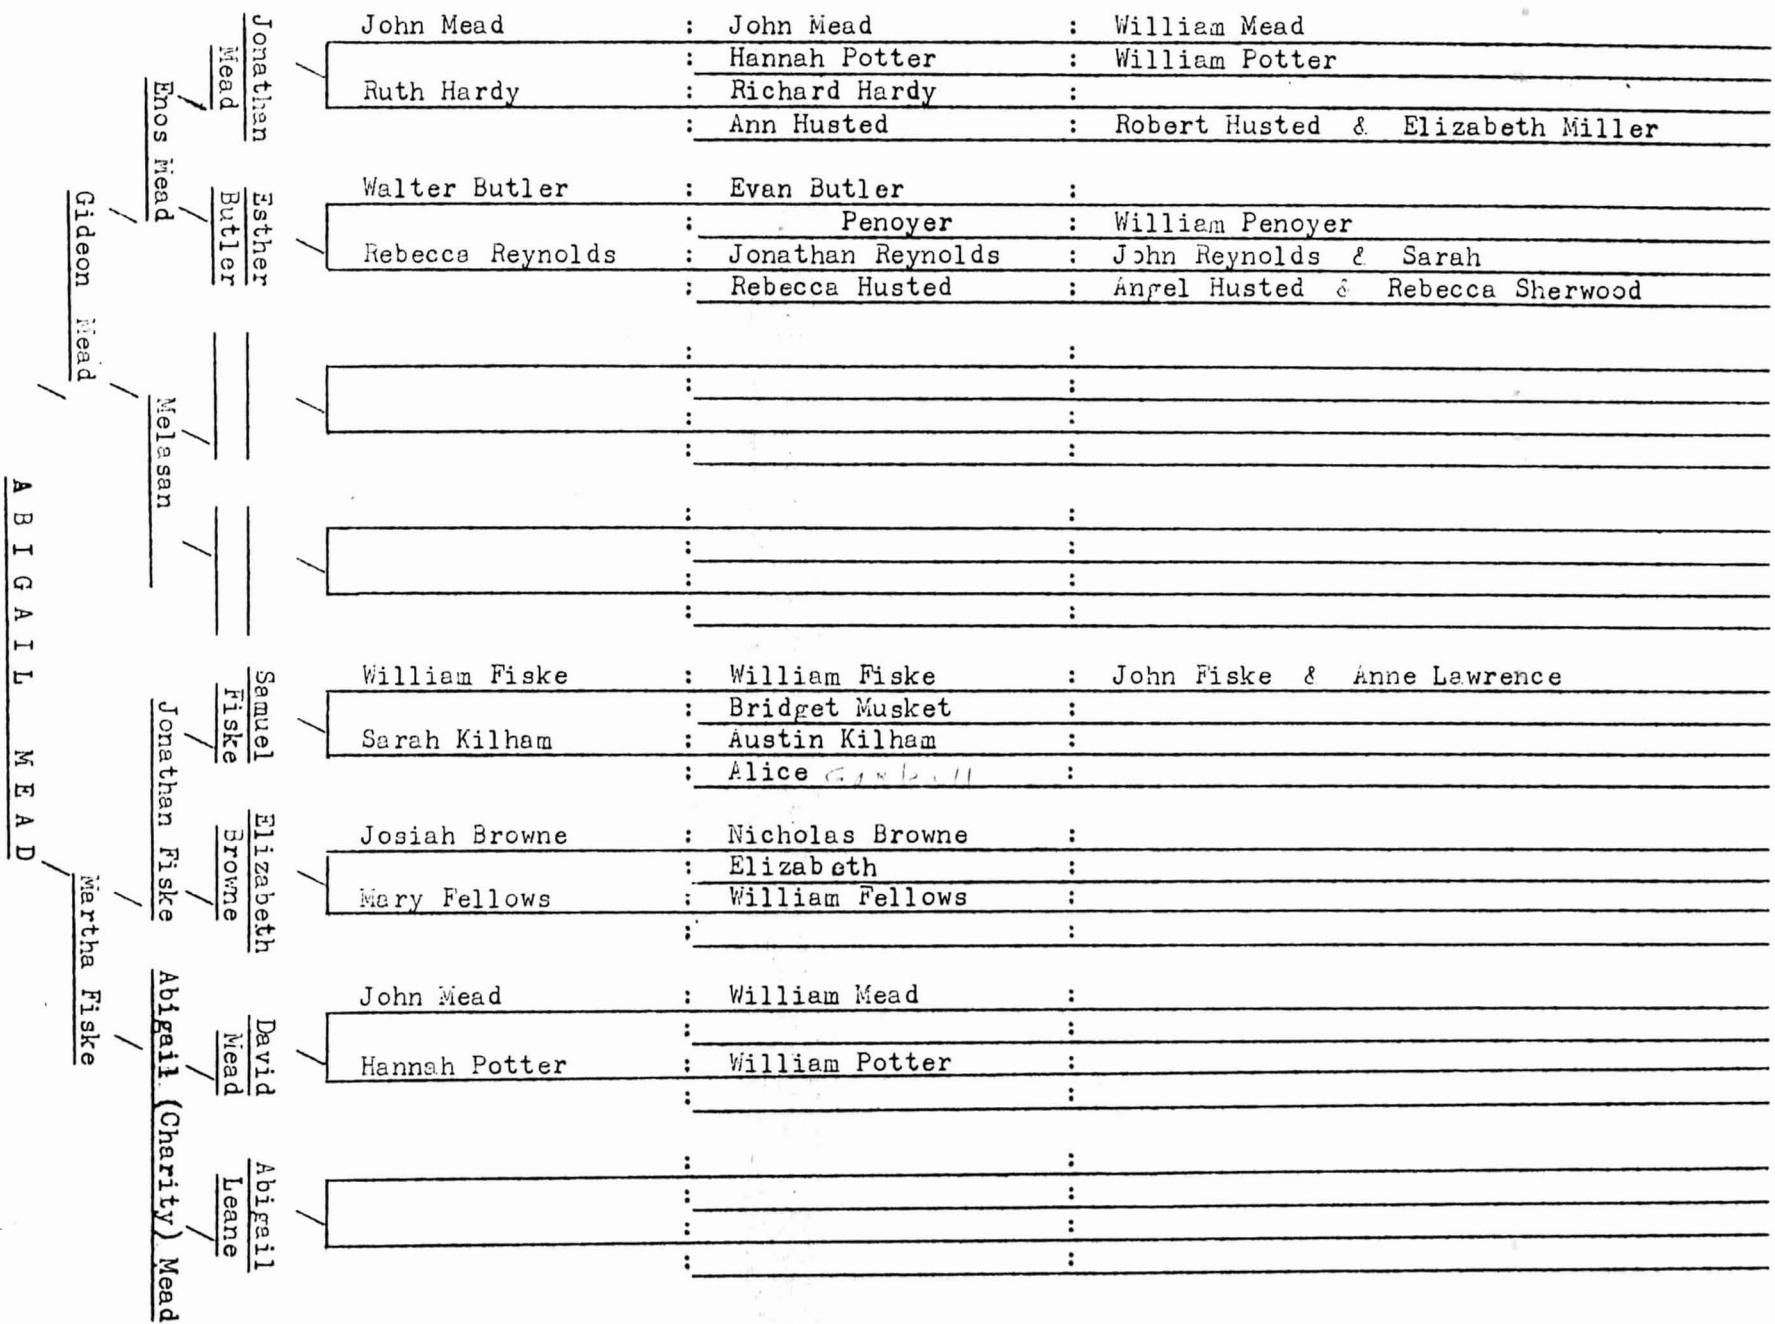 ABIGAIL MEAD
Gideon Mead
Martha Fiske
Enos Mead
Melasan
Jonathan Fiske
Abigail (Charity) Mead
Jonathan
Mead
Esther
Butler
Samuel
Fiske
Elizabeth
Browne
David
Mead
Abigail
Leane
John Mead : John Mead : William Mead
: Hannah Potter : William Potter
Ruth Hardy : Richard Hardy :
: Ann Husted : Robert Husted & Elizabeth Miller
Walter Butler : Evan Butler :
: Penoyer : William Penoyer
Rebecca Reynolds : Jonathan Reynolds : John Reynolds & Sarah
: Rebecca Husted : Angel Husted & Rebecca Sherwood
: :
: :
: :
: :
: :
: :
: :
: :
William Fiske : William Fiske : John Fiske & Anne Lawrence
: Bridget Musket :
Sarah Kilham : Austin Kilham :
: Alice :
Josiah Browne : Nicholas Browne :
: Elizabeth :
Mary Fellows : William Fellows :
: :
John Mead : William Mead :
: :
Hannah Potter : William Potter :
: :
: :
: :
: :
: :